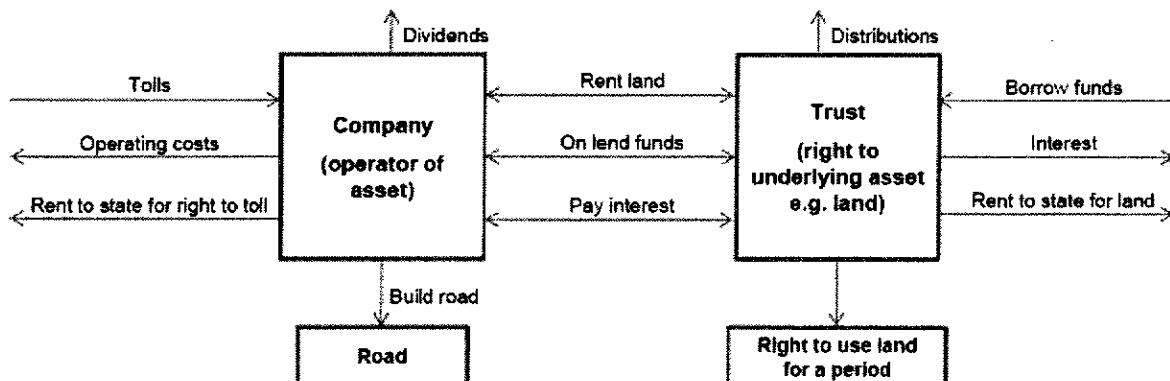 Dividends
Distributions
Tolls
Rent land
Borrow funds
Company
(operator of
asset)
Trust
(right to
underlying asset
e.g. land)
Operating costs
On lend funds
Interest
Rent to state for right to toll
Pay interest
Rent to state for land
Build road
Road
Right to use land
for a period